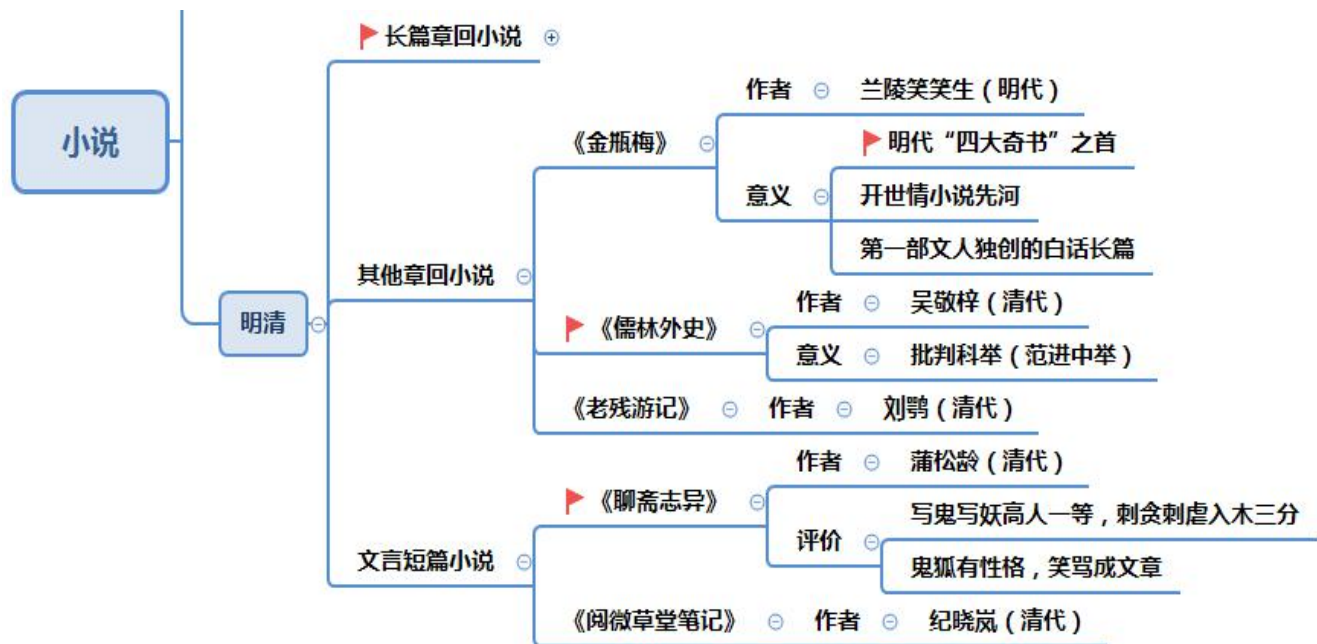 小说
明清
长篇章回小说
其他章回小说
《金瓶梅》
作者
兰陵笑笑生（明代）
意义
明代“四大奇书”之首
开世情小说先河
第一部文人独创的白话长篇
《儒林外史》
作者
吴敬梓（清代）
意义
批判科举（范进中举）
《老残游记》
作者
刘鹗（清代）
文言短篇小说
《聊斋志异》
作者
蒲松龄（清代）
评价
写鬼写妖高人一等，刺贪刺虐入木三分
鬼狐有性格，笑骂成文章
《阅微草堂笔记》
作者
纪晓岚（清代）